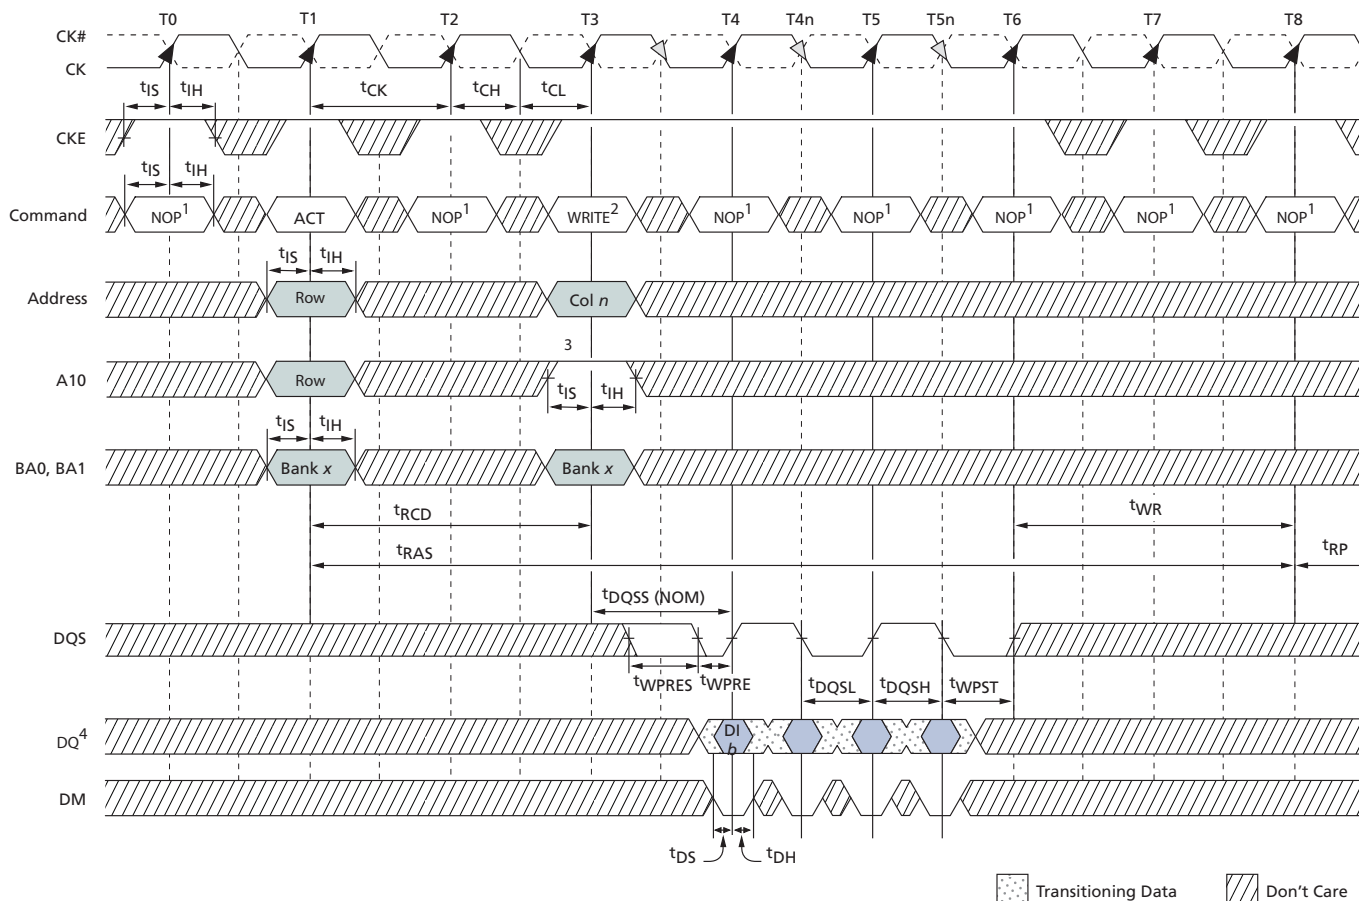 T0 T1 T2 T3 T4 T4n T5 T5n T6 T7 T8
CK#
CK
tIS tIH tCK tCH tCL
CKE
tIS tIH
Command NOP1 ACT NOP1 WRITE2 NOP1 NOP1 NOP1 NOP1 NOP1
tIS tIH
Address Row Col n
3
A10 Row
tIS tIH
tIS tIH
BA0, BA1 Bank x Bank x
tRCD tWR
tRAS tRP
tDQSS (NOM)
DQS
tWPRES tWPRE tDQSL tDQSH tWPST
DQ4 DI
b
DM
tDS tDH
Transitioning Data Don't Care